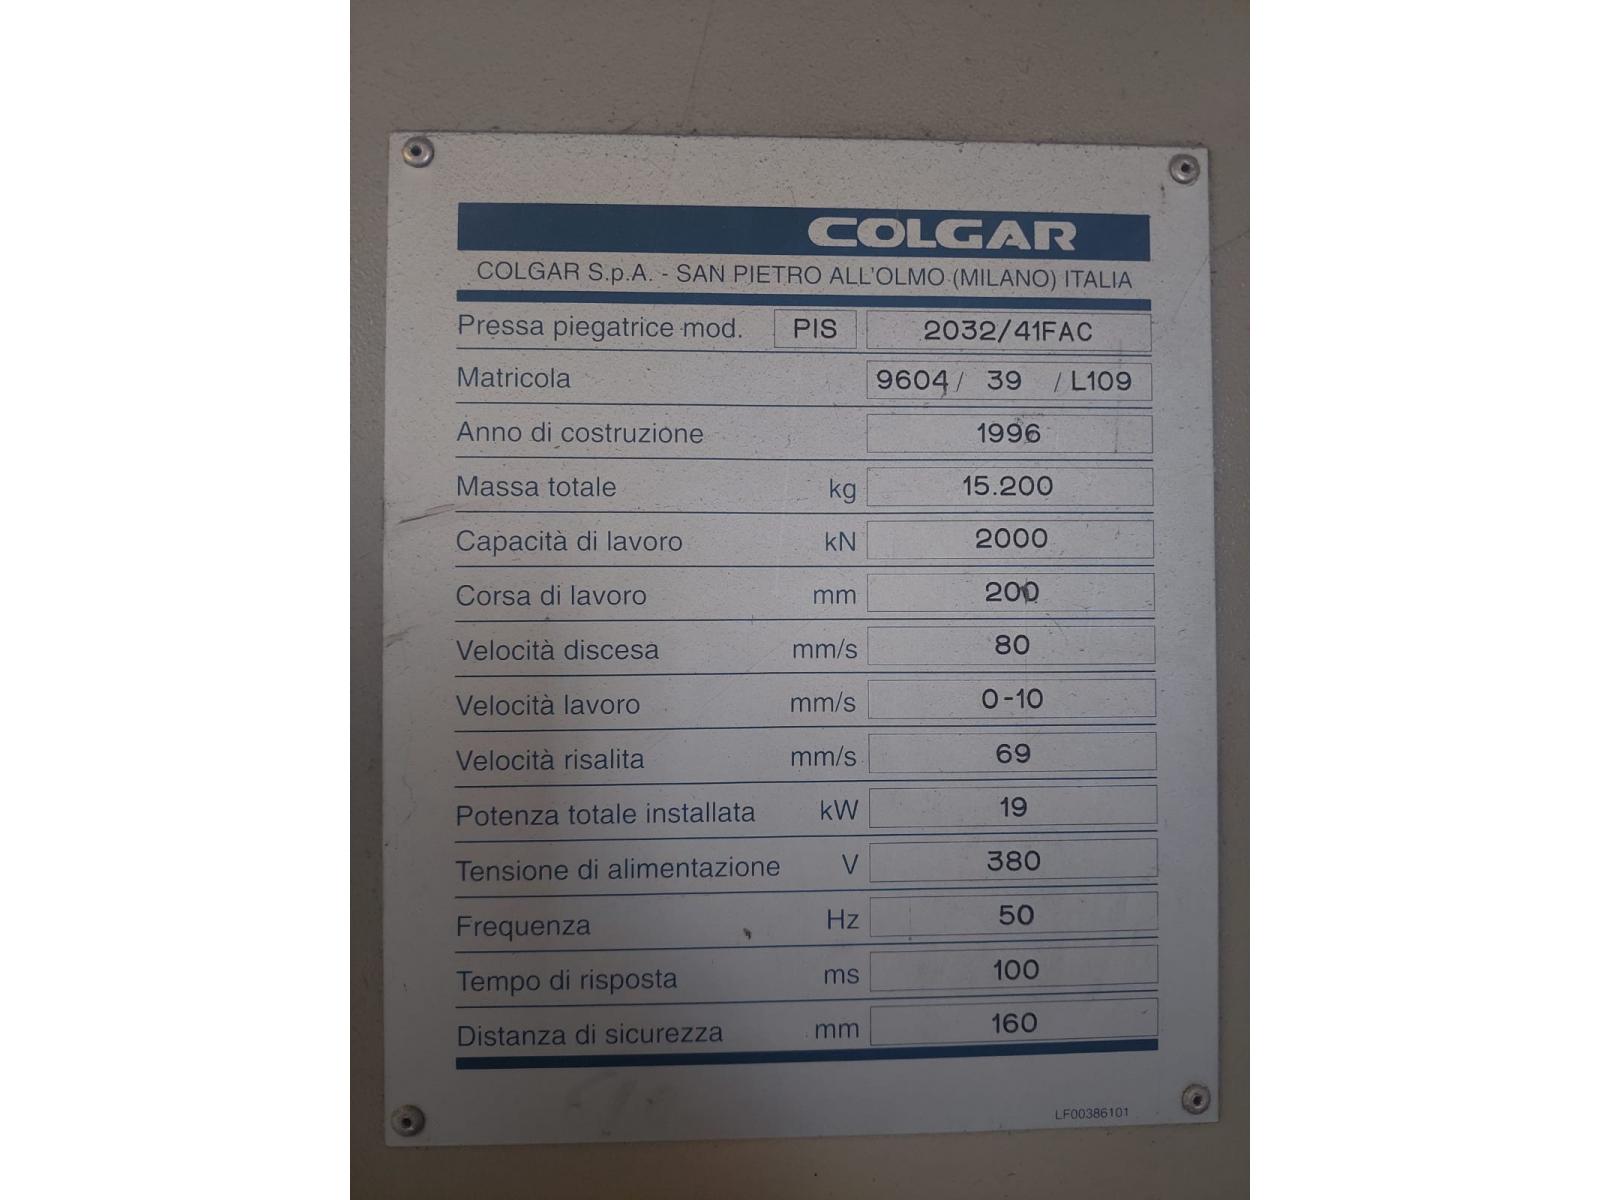 COLGAR
COLGAR S.p.A. - SAN PIETRO ALL'OLMO (MILANO) ITALIA
Pressa piegatrice mod. PIS 2032/41FAC
Matricola 9604/ 39 /L109
Anno di costruzione 1996
Massa totale kg 15.200
Capacità di lavoro kN 2000
Corsa di lavoro mm 200
Velocità discesa mm/s 80
Velocità lavoro mm/s 0-10
Velocità risalita mm/s 69
Potenza totale installata kW 19
Tensione di alimentazione V 380
Frequenza Hz 50
Tempo di risposta ms 100
Distanza di sicurezza mm 160
LF00386101